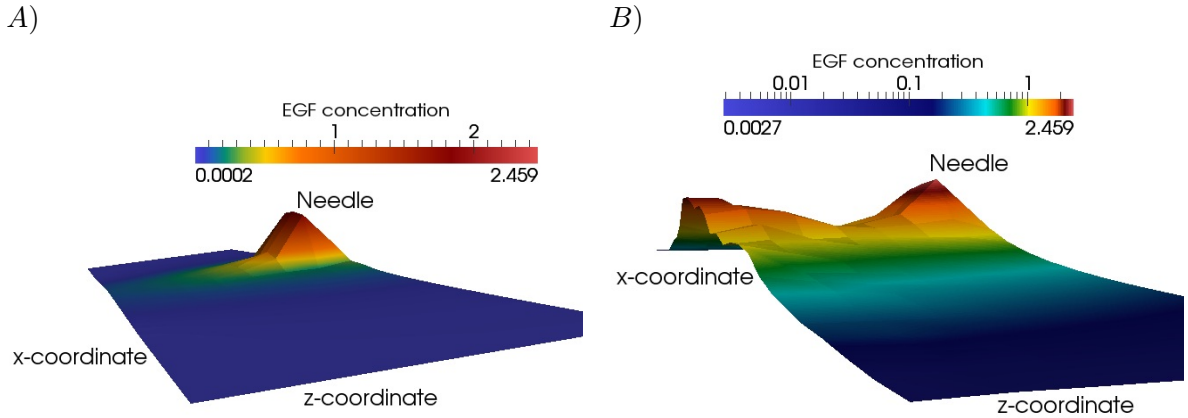 A)
EGF concentration
1 2
0.0002 2.459
Needle
x-coordinate
z-coordinate
B)
EGF concentration
0.01 0.1 1
0.0027 2.459
Needle
x-coordinate
z-coordinate